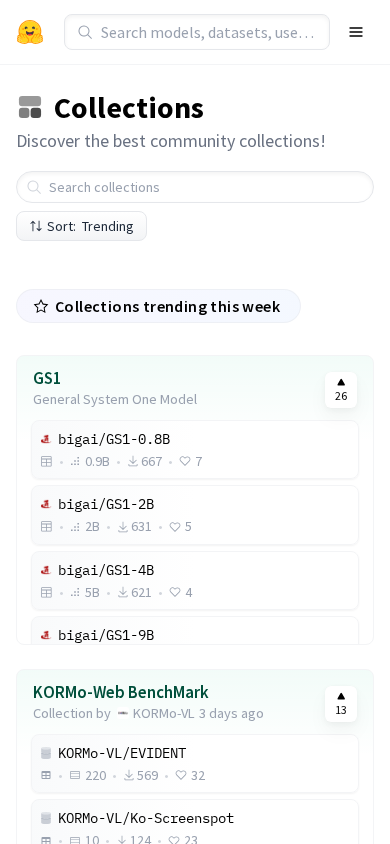 Search models, datasets, use…
Collections
Discover the best community collections!
Search collections
Sort: Trending
Collections trending this week
GS1
General System One Model
26
bigai/GS1-0.8B
0.9B • 667 • 7
bigai/GS1-2B
2B • 631 • 5
bigai/GS1-4B
5B • 621 • 4
bigai/GS1-9B
KORMo-Web BenchMark
Collection by KORMo-VL 3 days ago
13
KORMo-VL/EVIDENT
220 • 569 • 32
KORMo-VL/Ko-Screenspot
10 • 124 • 23